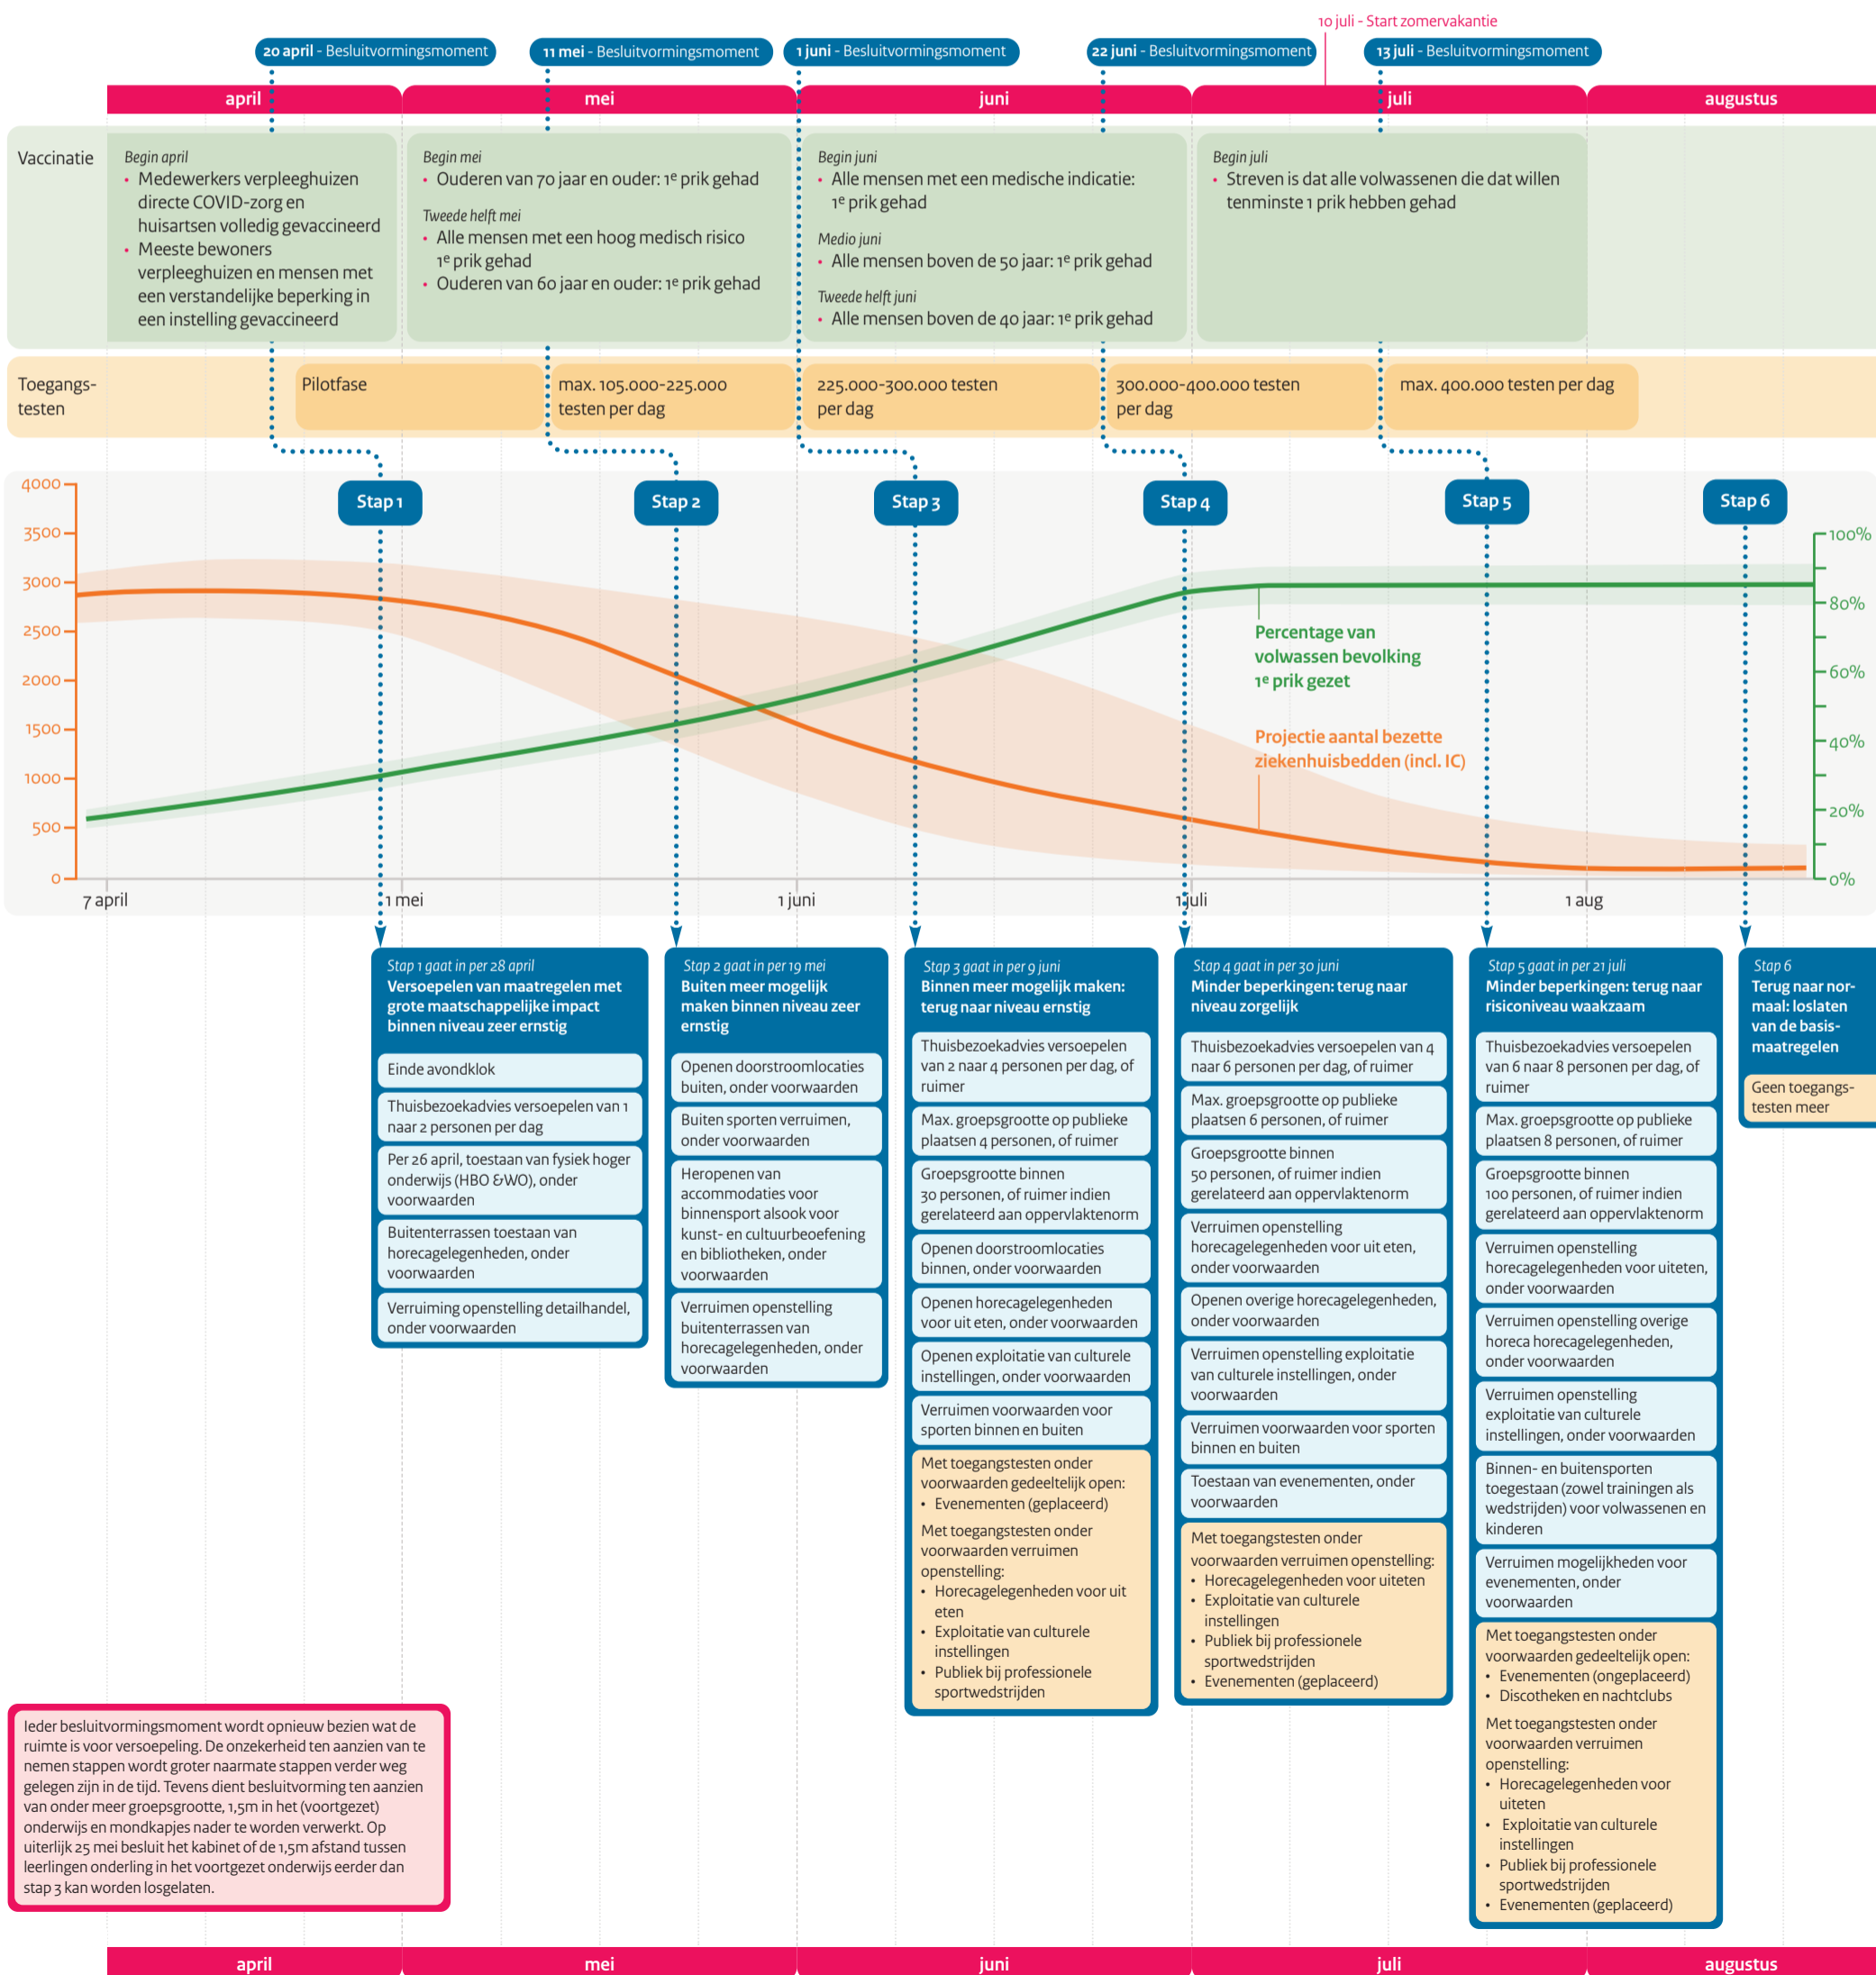 10 juli - Start zomervakantie
20 april - Besluitvormingsmoment
11 mei - Besluitvormingsmoment
1 juni - Besluitvormingsmoment
22 juni - Besluitvormingsmoment
13 juli - Besluitvormingsmoment
april
mei
juni
juli
augustus
Vaccinatie
Begin april
• Medewerkers verpleeghuizen
directe COVID-zorg en
huisartsen volledig gevaccineerd
• Meeste bewoners
verpleeghuizen en mensen met
een verstandelijke beperking in
een instelling gevaccineerd
Begin mei
• Ouderen van 70 jaar en ouder: 1e prik gehad
Tweede helft mei
• Alle mensen met een hoog medisch risico
1e prik gehad
• Ouderen van 60 jaar en ouder: 1e prik gehad
Begin juni
• Alle mensen met een medische indicatie:
1e prik gehad
Medio juni
• Alle mensen boven de 50 jaar: 1e prik gehad
Tweede helft juni
• Alle mensen boven de 40 jaar: 1e prik gehad
Begin juli
• Streven is dat alle volwassenen die dat willen
tenminste 1 prik hebben gehad
Toegangs-
testen
Pilotfase
max. 105.000-225.000
testen per dag
225.000-300.000 testen
per dag
300.000-400.000 testen
per dag
max. 400.000 testen per dag
4000
3500
3000
2500
2000
1500
1000
500
0
Stap 1
Stap 2
Stap 3
Stap 4
Stap 5
Stap 6
100%
80%
60%
40%
20%
0%
Percentage van
volwassen bevolking
1e prik gezet
Projectie aantal bezette
ziekenhuisbedden (incl. IC)
7 april
1 mei
1 juni
1 juli
1 aug
Stap 1 gaat in per 28 april
Versoepelen van maatregelen met
grote maatschappelijke impact
binnen niveau zeer ernstig
Einde avondklok
Thuisbezoekadvies versoepelen van 1
naar 2 personen per dag
Per 26 april, toestaan van fysiek hoger
onderwijs (HBO &WO), onder
voorwaarden
Buitenterrassen toestaan van
horecagelegenheden, onder
voorwaarden
Verruiming openstelling detailhandel,
onder voorwaarden
Stap 2 gaat in per 19 mei
Buiten meer mogelijk
maken binnen niveau zeer
ernstig
Openen doorstroomlocaties
buiten, onder voorwaarden
Buiten sporten verruimen,
onder voorwaarden
Heropenen van
accommodaties voor
binnensport alsook voor
kunst- en cultuurbeoefening
en bibliotheken, onder
voorwaarden
Verruimen openstelling
buitenterrassen van
horecagelegenheden, onder
voorwaarden
Stap 3 gaat in per 9 juni
Binnen meer mogelijk maken:
terug naar niveau ernstig
Thuisbezoekadvies versoepelen
van 2 naar 4 personen per dag, of
ruimer
Max. groepsgrootte op publieke
plaatsen 4 personen, of ruimer
Groepsgrootte binnen
30 personen, of ruimer indien
gerelateerd aan oppervlaktenorm
Openen doorstroomlocaties
binnen, onder voorwaarden
Openen horecagelegenheden
voor uit eten, onder voorwaarden
Openen exploitatie van culturele
instellingen, onder voorwaarden
Verruimen voorwaarden voor
sporten binnen en buiten
Met toegangstesten onder
voorwaarden gedeeltelijk open:
• Evenementen (geplaceerd)
Met toegangstesten onder
voorwaarden verruimen
openstelling:
• Horecagelegenheden voor uit
eten
• Exploitatie van culturele
instellingen
• Publiek bij professionele
sportwedstrijden
Stap 4 gaat in per 30 juni
Minder beperkingen: terug naar
niveau zorgelijk
Thuisbezoekadvies versoepelen van 4
naar 6 personen per dag, of ruimer
Max. groepsgrootte op publieke
plaatsen 6 personen, of ruimer
Groepsgrootte binnen
50 personen, of ruimer indien
gerelateerd aan oppervlaktenorm
Verruimen openstelling
horecagelegenheden voor uit eten,
onder voorwaarden
Openen overige horecagelegenheden,
onder voorwaarden
Verruimen openstelling exploitatie
van culturele instellingen, onder
voorwaarden
Verruimen voorwaarden voor sporten
binnen en buiten
Toestaan van evenementen, onder
voorwaarden
Met toegangstesten onder
voorwaarden verruimen openstelling:
• Horecagelegenheden voor uiteten
• Exploitatie van culturele
instellingen
• Publiek bij professionele
sportwedstrijden
• Evenementen (geplaceerd)
Stap 5 gaat in per 21 juli
Minder beperkingen: terug naar
risiconiveau waakzaam
Thuisbezoekadvies versoepelen
van 6 naar 8 personen per dag, of
ruimer
Max. groepsgrootte op publieke
plaatsen 8 personen, of ruimer
Groepsgrootte binnen
100 personen, of ruimer indien
gerelateerd aan oppervlaktenorm
Verruimen openstelling
horecagelegenheden voor uiteten,
onder voorwaarden
Verruimen openstelling overige
horeca horecagelegenheden,
onder voorwaarden
Verruimen openstelling
exploitatie van culturele
instellingen, onder voorwaarden
Binnen- en buitensporten
toegestaan (zowel trainingen als
wedstrijden) voor volwassenen en
kinderen
Verruimen mogelijkheden voor
evenementen, onder
voorwaarden
Met toegangstesten onder
voorwaarden gedeeltelijk open:
• Evenementen (ongeplaceerd)
• Discotheken en nachtclubs
Met toegangstesten onder
voorwaarden verruimen
openstelling:
• Horecagelegenheden voor
uiteten
• Exploitatie van culturele
instellingen
• Publiek bij professionele
sportwedstrijden
• Evenementen (geplaceerd)
Stap 6
Terug naar nor-
maal: loslaten
van de basis-
maatregelen
Geen toegangs-
testen meer
Ieder besluitvormingsmoment wordt opnieuw bezien wat de
ruimte is voor versoepeling. De onzekerheid ten aanzien van te
nemen stappen wordt groter naarmate stappen verder weg
gelegen zijn in de tijd. Tevens dient besluitvorming ten aanzien
van onder meer groepsgrootte, 1,5m in het (voortgezet)
onderwijs en mondkapjes nader te worden verwerkt. Op
uiterlijk 25 mei besluit het kabinet of de 1,5m afstand tussen
leerlingen onderling in het voortgezet onderwijs eerder dan
stap 3 kan worden losgelaten.
april
mei
juni
juli
augustus